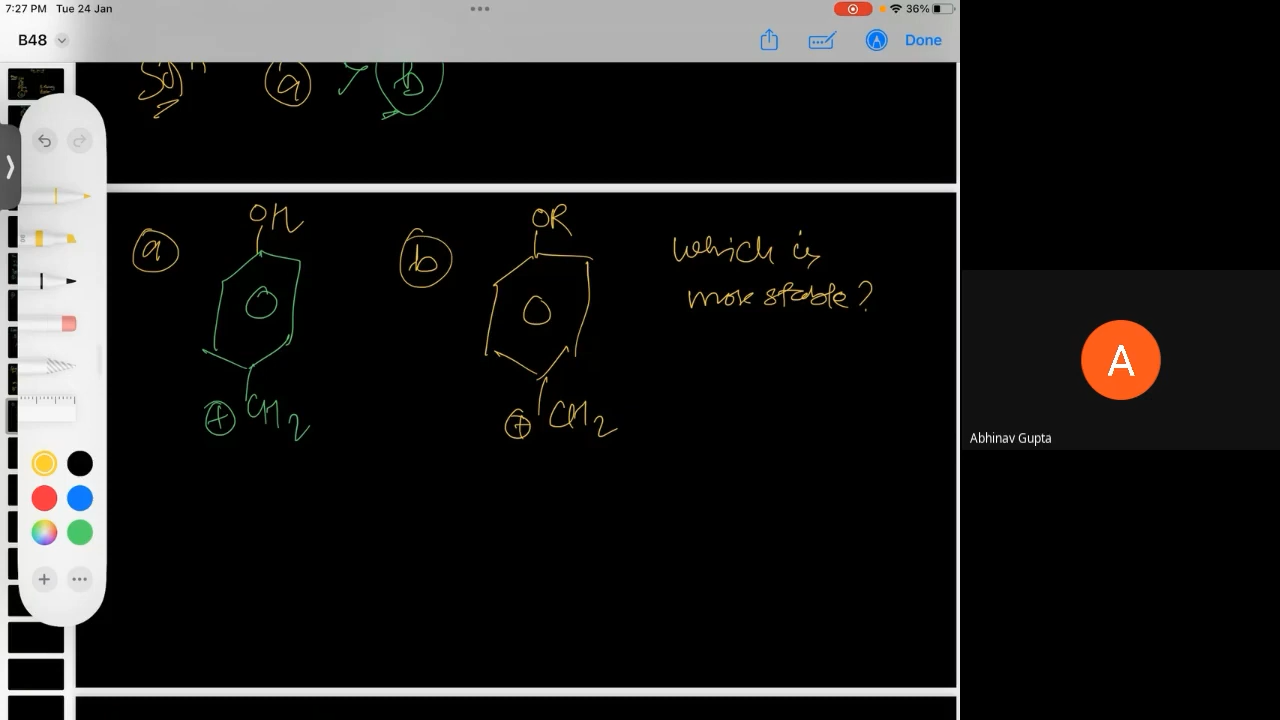 7:27 PM Tue 24 Jan
36%
B48
Done
Solⁿ a > b
a
OH
CH2
b
OR
CH2
which is
more stable?
A
Abhinav Gupta